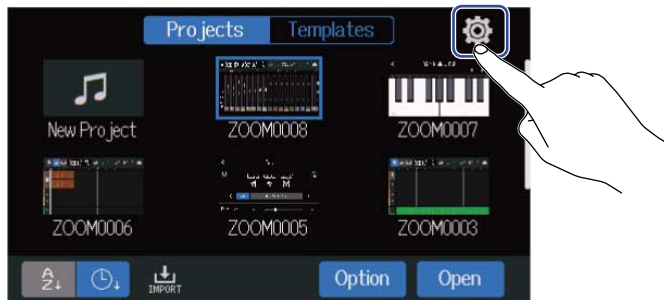 Projects Templates
New Project ZOOM0008 ZOOM0007
ZOOM0006 ZOOM0005 ZOOM0003
A
Z
IMPORT Option Open